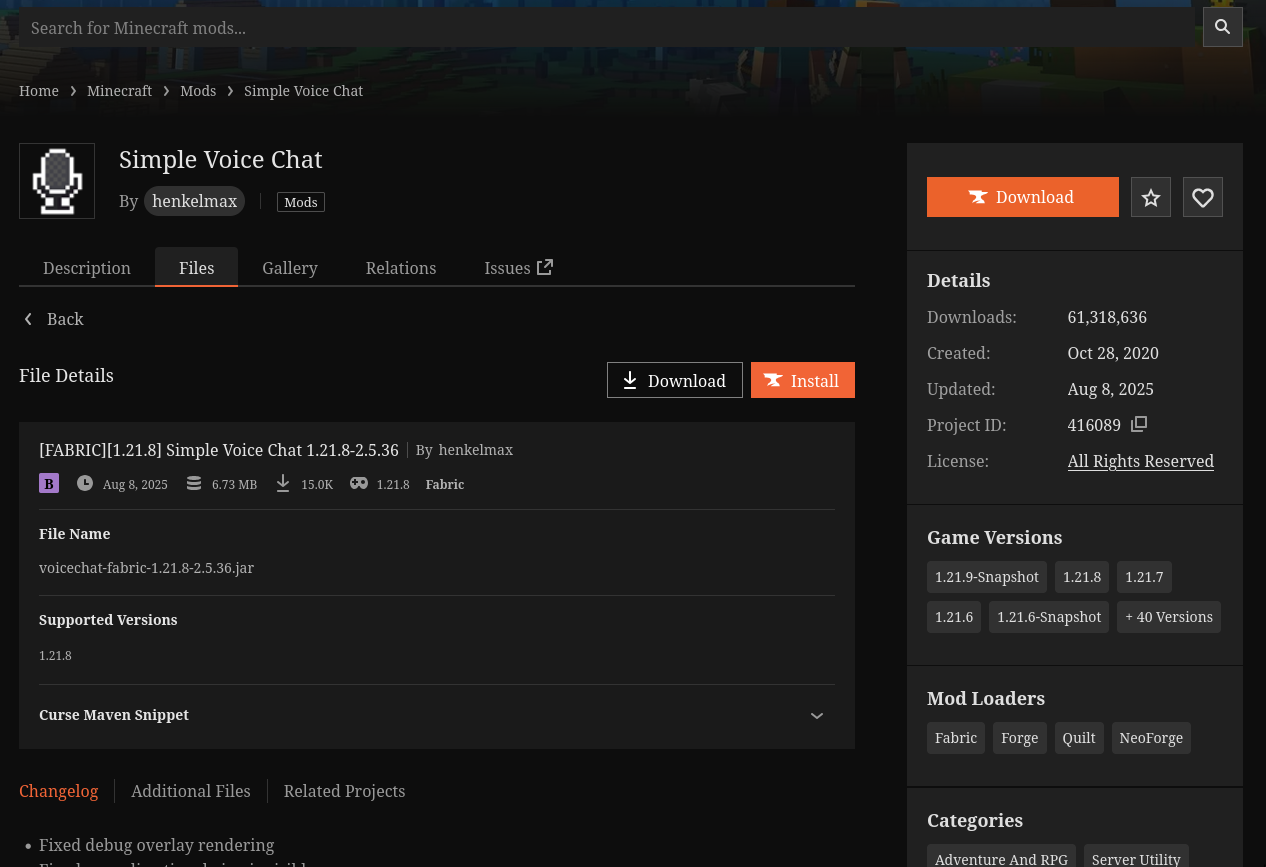 Search for Minecraft mods...
Home > Minecraft > Mods > Simple Voice Chat
Simple Voice Chat
By henkelmax
Mods
Description Files Gallery Relations Issues
Back
File Details
Download Install
[FABRIC][1.21.8] Simple Voice Chat 1.21.8-2.5.36 By henkelmax
B Aug 8, 2025 6.73 MB 15.0K 1.21.8 Fabric
File Name
voicechat-fabric-1.21.8-2.5.36.jar
Supported Versions
1.21.8
Curse Maven Snippet
Changelog Additional Files Related Projects
• Fixed debug overlay rendering
Download
Details
Downloads: 61,318,636
Created: Oct 28, 2020
Updated: Aug 8, 2025
Project ID: 416089
License: All Rights Reserved
Game Versions
1.21.9-Snapshot 1.21.8 1.21.7
1.21.6 1.21.6-Snapshot + 40 Versions
Mod Loaders
Fabric Forge Quilt NeoForge
Categories
Adventure And RPG Server Utility